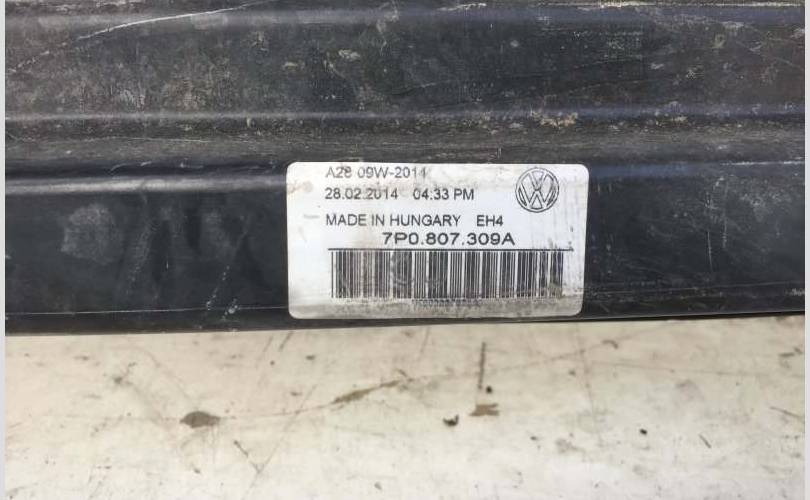 A28 09W-2014
28.02.2014 04:33 PM
MADE IN HUNGARY EH4
7P0.807.309A